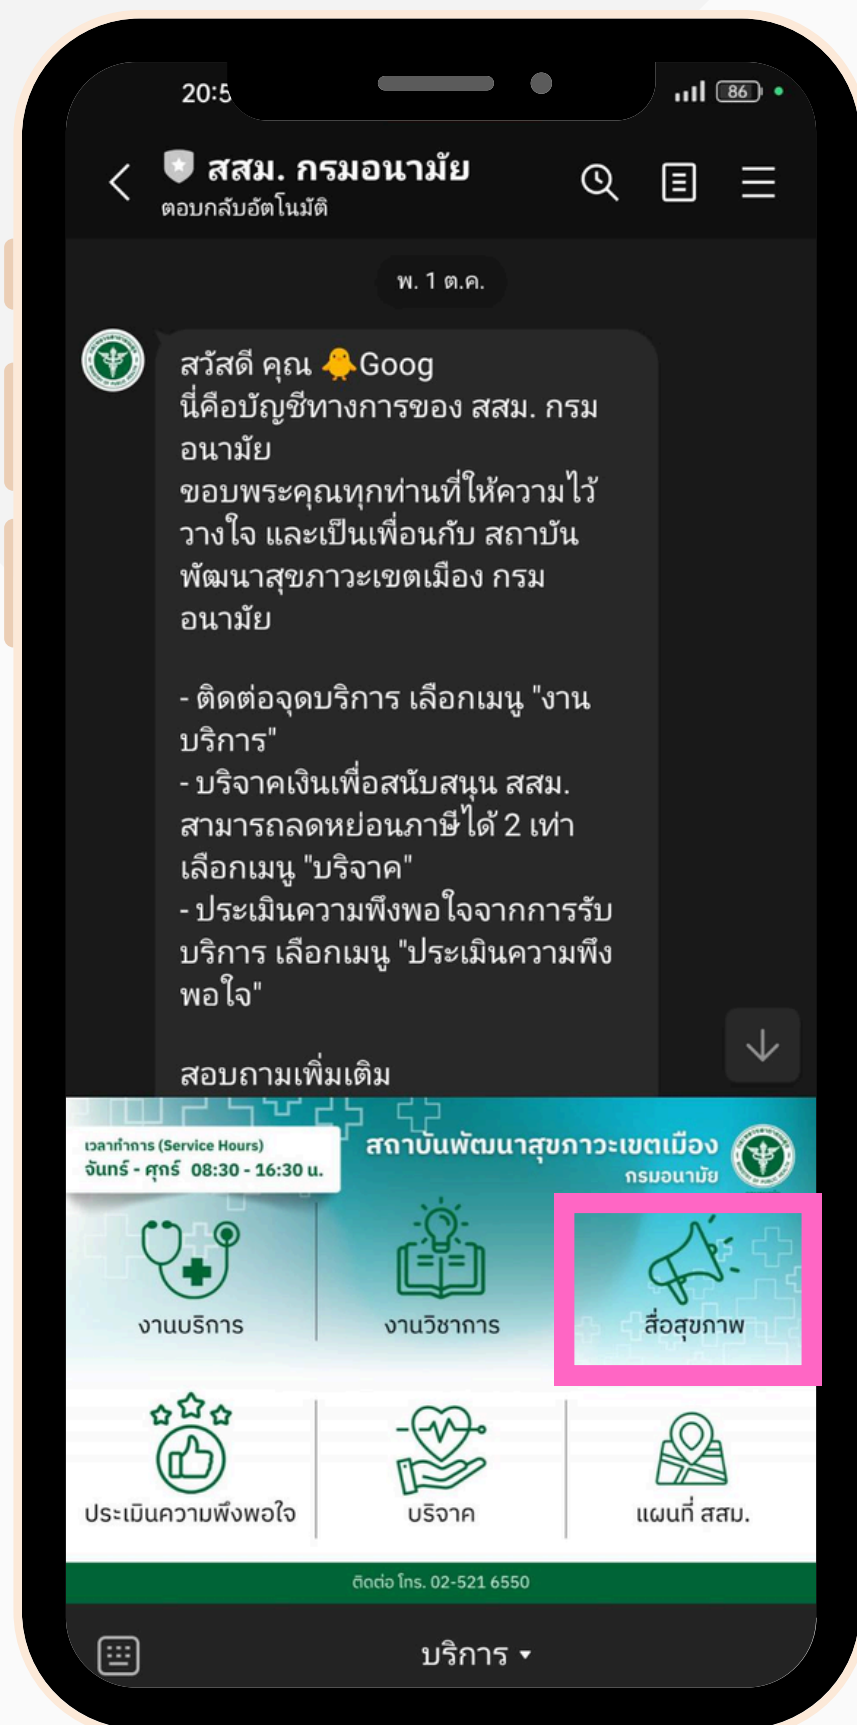 20:5
86
สสม. กรมอนามัย
ตอบกลับอัตโนมัติ
พ. 1 ต.ค.
สวัสดี คุณ 🐥Goog
นี่คือบัญชีทางการของ สสม. กรม
อนามัย
ขอบพระคุณทุกท่านที่ให้ความไว้
วางใจ และเป็นเพื่อนกับ สถาบัน
พัฒนาสุขภาวะเขตเมือง กรม
อนามัย
- ติดต่อจุดบริการ เลือกเมนู "งาน
บริการ"
- บริจาคเงินเพื่อสนับสนุน สสม.
สามารถลดหย่อนภาษีได้ 2 เท่า
เลือกเมนู "บริจาค"
- ประเมินความพึงพอใจจากการรับ
บริการ เลือกเมนู "ประเมินความพึง
พอใจ"
สอบถามเพิ่มเติม
เวลาทำการ (Service Hours)
จันทร์ - ศุกร์ 08:30 - 16:30 น.
สถาบันพัฒนาสุขภาวะเขตเมือง
กรมอนามัย
งานบริการ
งานวิชาการ
สื่อสุขภาพ
ประเมินความพึงพอใจ
บริจาค
แผนที่ สสม.
ติดต่อ โทร. 02-521 6550
บริการ